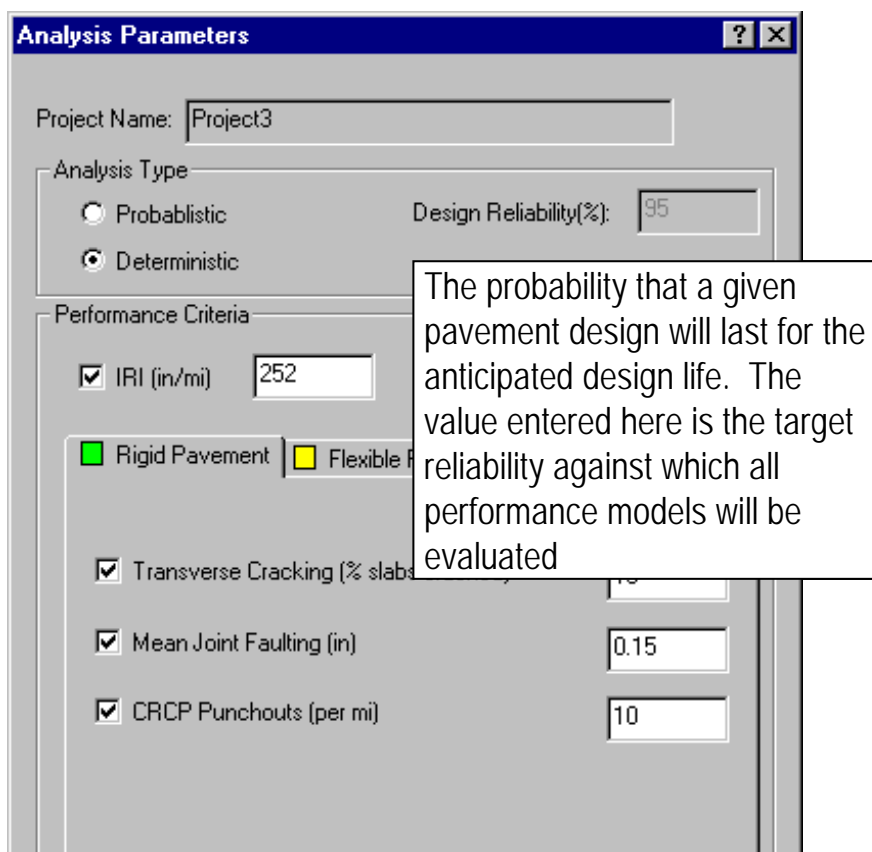 Analysis Parameters
Project Name: Project3
Analysis Type
Probablistic
Design Reliability(%): 95
Deterministic
The probability that a given
pavement design will last for the
anticipated design life. The
value entered here is the target
reliability against which all
performance models will be
evaluated
Performance Criteria
IRI (in/mi) 252
Rigid Pavement Flexible
Transverse Cracking (% slabs
Mean Joint Faulting (in) 0.15
CRCP Punchouts (per mi) 10